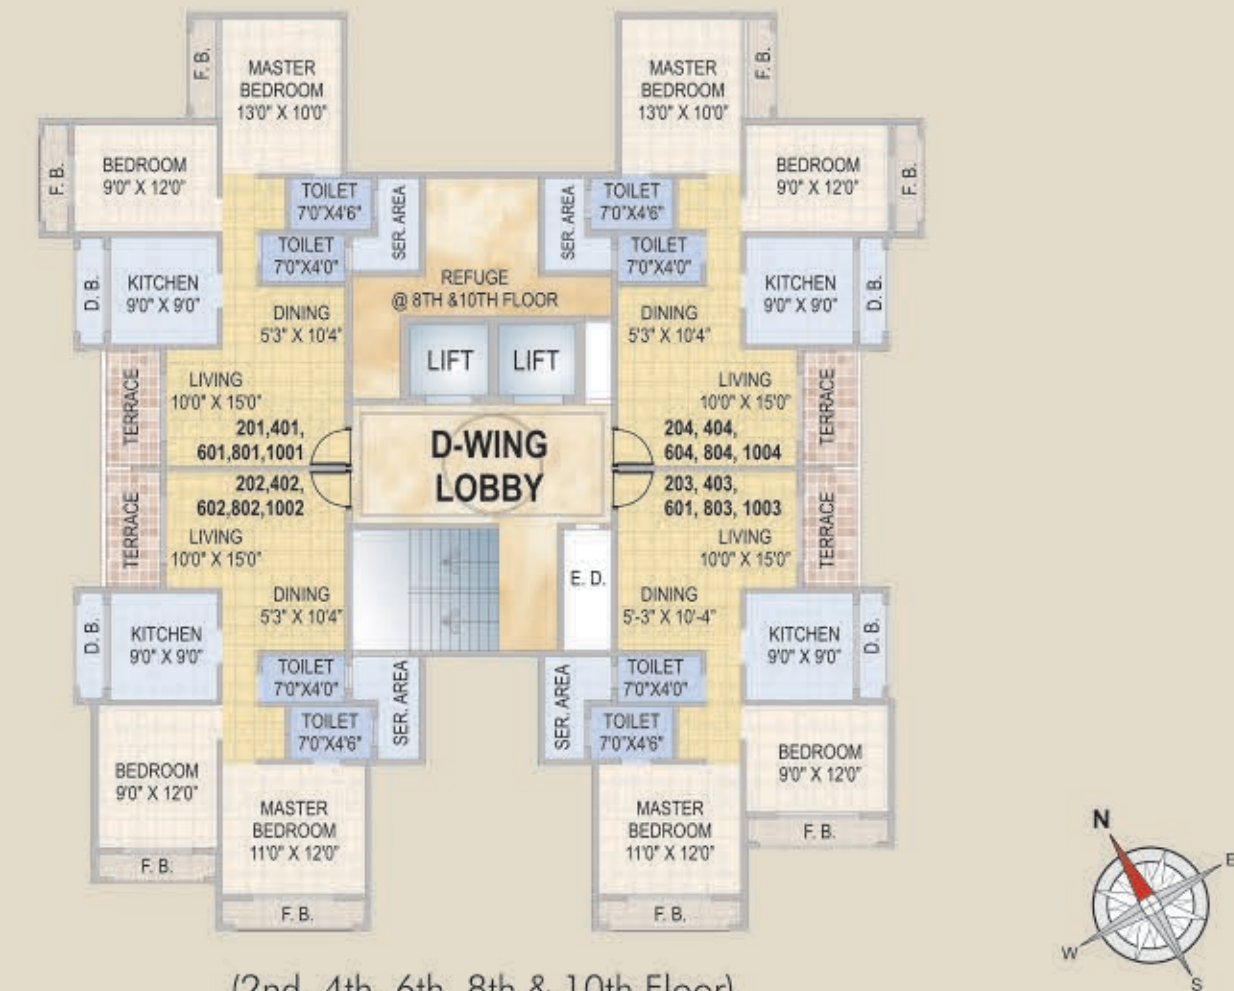 F. B.
MASTER
BEDROOM
13'0" X 10'0"
MASTER
BEDROOM
13'0" X 10'0"
F. B.
F. B.
BEDROOM
9'0" X 12'0"
BEDROOM
9'0" X 12'0"
F. B.
TOILET
7'0"X4'6"
SER. AREA
SER. AREA
TOILET
7'0"X4'6"
TOILET
7'0"X4'0"
TOILET
7'0"X4'0"
D. B.
KITCHEN
9'0" X 9'0"
REFUGE
@ 8TH &10TH FLOOR
KITCHEN
9'0" X 9'0"
D. B.
DINING
5'3" X 10'4"
DINING
5'3" X 10'4"
LIFT
LIFT
TERRACE
LIVING
10'0" X 15'0"
LIVING
10'0" X 15'0"
TERRACE
201,401,
601,801,1001
D-WING
LOBBY
204, 404,
604, 804, 1004
202,402,
602,802,1002
203, 403,
601, 803, 1003
TERRACE
LIVING
10'0" X 15'0"
LIVING
10'0" X 15'0"
TERRACE
E. D.
DINING
5'3" X 10'4"
DINING
5'-3" X 10'-4"
D. B.
KITCHEN
9'0" X 9'0"
KITCHEN
9'0" X 9'0"
D. B.
TOILET
7'0"X4'0"
SER. AREA
SER. AREA
TOILET
7'0"X4'0"
TOILET
7'0"X4'6"
TOILET
7'0"X4'6"
BEDROOM
9'0" X 12'0"
BEDROOM
9'0" X 12'0"
MASTER
BEDROOM
11'0" X 12'0"
MASTER
BEDROOM
11'0" X 12'0"
F. B.
F. B.
F. B.
F. B.
N
E
W
S
(2nd, 4th, 6th, 8th & 10th Floor)